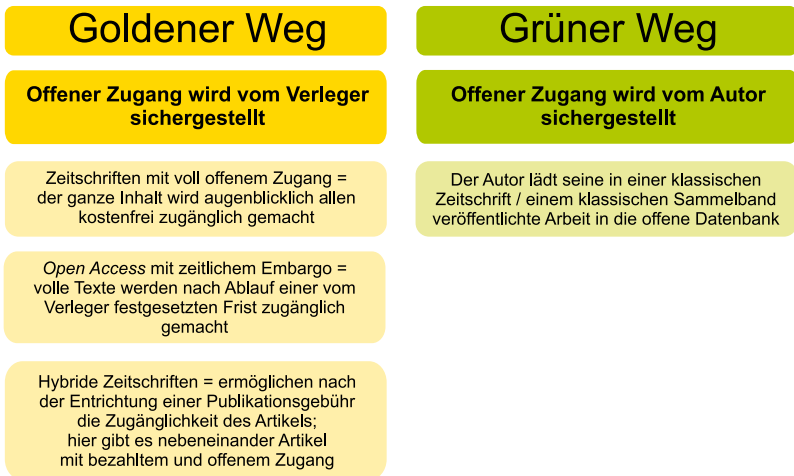 Goldener Weg
Offener Zugang wird vom Verleger
sichergestellt
Zeitschriften mit voll offenem Zugang =
der ganze Inhalt wird augenblicklich allen
kostenfrei zugänglich gemacht
Open Access mit zeitlichem Embargo =
volle Texte werden nach Ablauf einer vom
Verleger festgesetzten Frist zugänglich
gemacht
Hybride Zeitschriften = ermöglichen nach
der Entrichtung einer Publikationsgebühr
die Zugänglichkeit des Artikels;
hier gibt es nebeneinander Artikel
mit bezahltem und offenem Zugang
Grüner Weg
Offener Zugang wird vom Autor
sichergestellt
Der Autor lädt seine in einer klassischen
Zeitschrift / einem klassischen Sammelband
veröffentlichte Arbeit in die offene Datenbank